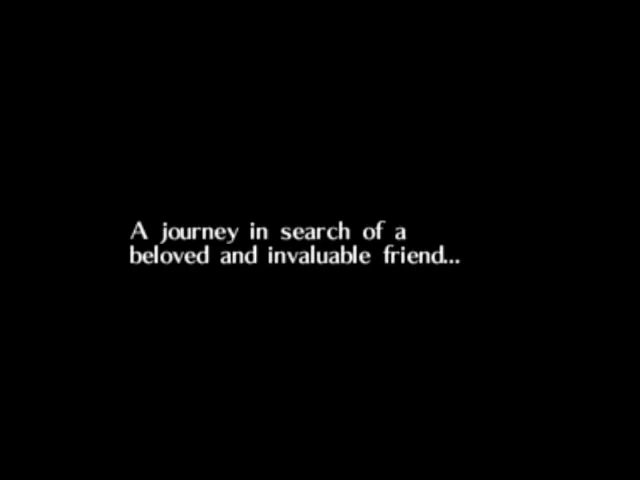 A journey in search of a
beloved and invaluable friend...